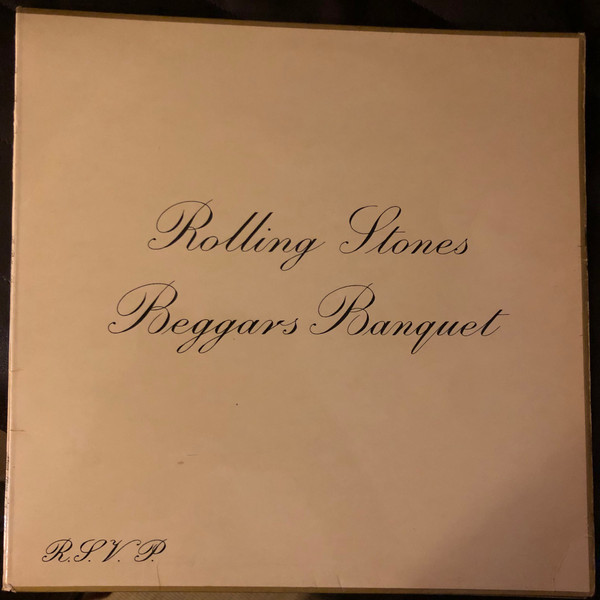 Rolling Stones
Beggars Banquet
R.S.V.P.